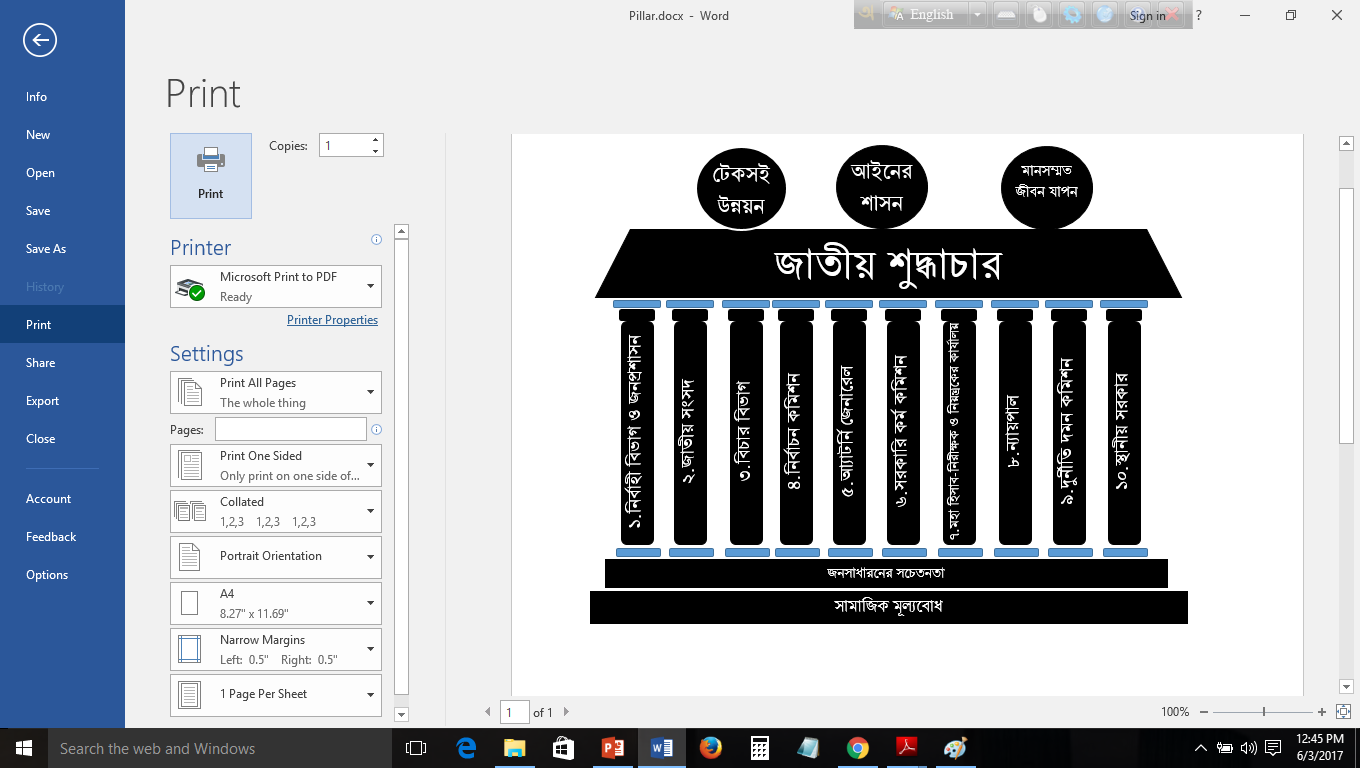 Pillar.docx - Word
English
Sign in
?
Info
New
Open
Save
Save As
History
Print
Share
Export
Close
Account
Feedback
Options
Print
Print
Copies: 1
Printer
Microsoft Print to PDF
Ready
Printer Properties
Settings
Print All Pages
The whole thing
Pages:
Print One Sided
Only print on one side of...
Collated
1,2,3 1,2,3 1,2,3
Portrait Orientation
A4
8.27" x 11.69"
Narrow Margins
Left: 0.5" Right: 0.5"
1 Page Per Sheet
টেকসই
উন্নয়ন
আইনের
শাসন
মানসম্মত
জীবন যাপন
জাতীয় শুদ্ধাচার
১.নির্বাহী বিভাগ ও জনপ্রশাসন
২.জাতীয় সংসদ
৩.বিচার বিভাগ
৪.নির্বাচন কমিশন
৫.অ্যাটর্নি জেনারেল
৬.সরকারি কর্ম কমিশন
৭.মহা হিসাব-নিরীক্ষক ও নিয়ন্ত্রকের কার্যালয়
৮.ন্যায়পাল
৯.দুর্নীতি দমন কমিশন
১০.স্থানীয় সরকার
জনসাধারনের সচেতনতা
সামাজিক মূল্যবোধ
1 of 1
100%
Search the web and Windows
12:45 PM
6/3/2017